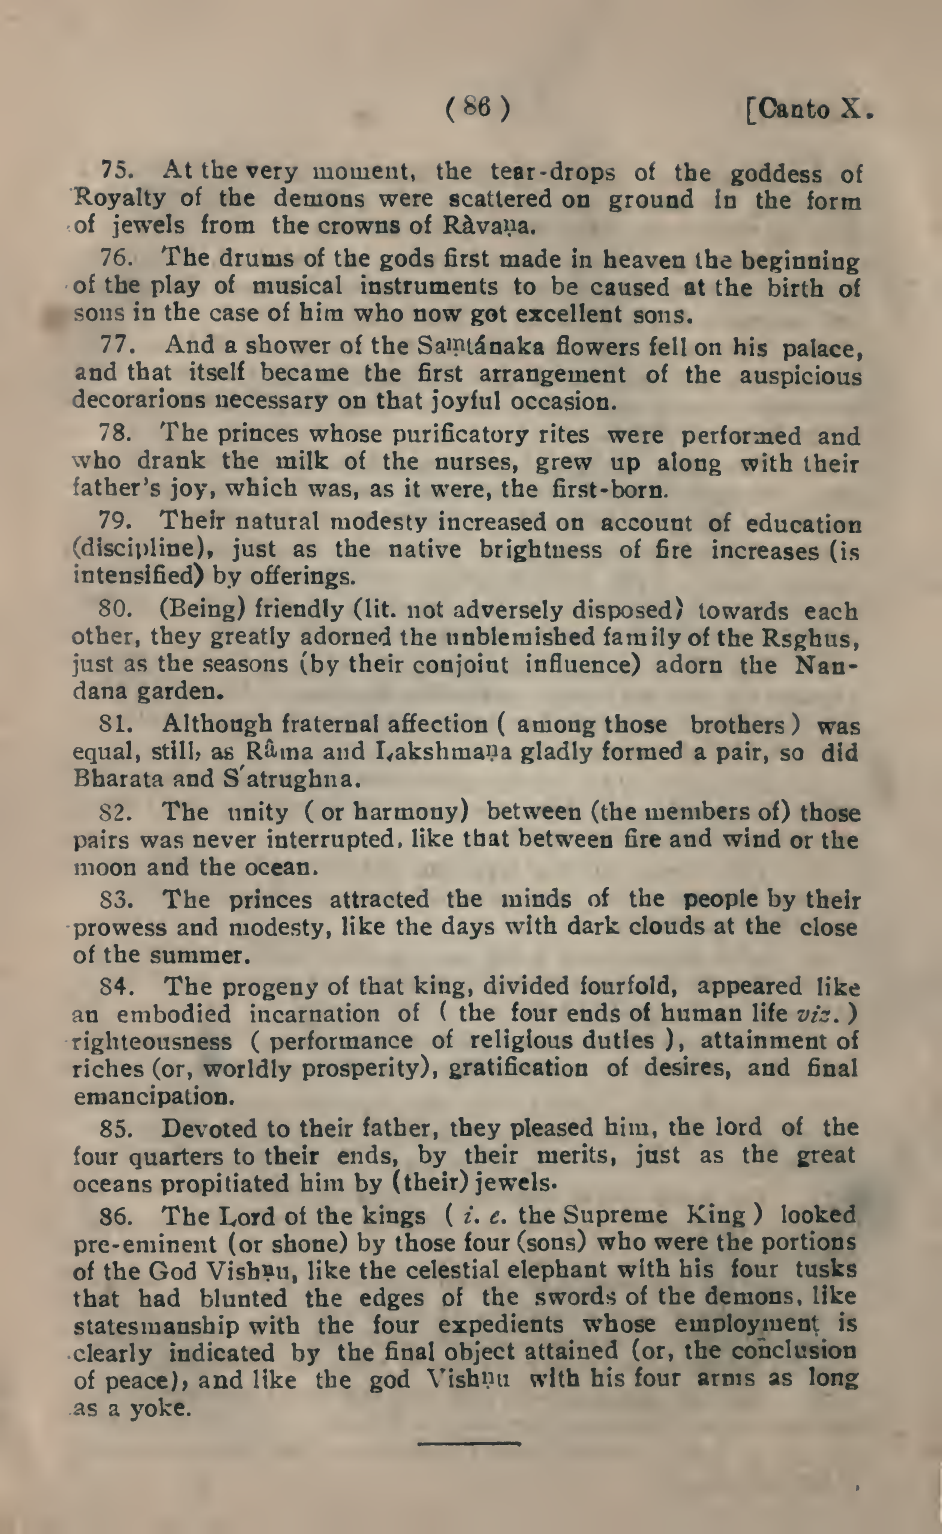 ( 86 ) [Canto X.
75. At the very moment, the tear-drops of the goddess of
Royalty of the demons were scattered on ground in the form
of jewels from the crowns of Ràvaṇa.
76. The drums of the gods first made in heaven the beginning
of the play of musical instruments to be caused at the birth of
sons in the case of him who now got excellent sons.
77. And a shower of the Saṃtánaka flowers fell on his palace,
and that itself became the first arrangement of the auspicious
decorarions necessary on that joyful occasion.
78. The princes whose purificatory rites were performed and
who drank the milk of the nurses, grew up along with their
father's joy, which was, as it were, the first-born.
79. Their natural modesty increased on account of education
(discipline), just as the native brightness of fire increases (is
intensified) by offerings.
80. (Being) friendly (lit. not adversely disposed) towards each
other, they greatly adorned the unblemished family of the Rsghus,
just as the seasons (by their conjoint influence) adorn the Nan-
dana garden.
81. Although fraternal affection ( among those brothers ) was
equal, still, as Râma and Lakshmaṇa gladly formed a pair, so did
Bharata and S'atrughna.
82. The unity ( or harmony) between (the members of) those
pairs was never interrupted, like that between fire and wind or the
moon and the ocean.
83. The princes attracted the minds of the people by their
prowess and modesty, like the days with dark clouds at the close
of the summer.
84. The progeny of that king, divided fourfold, appeared like
an embodied incarnation of ( the four ends of human life viz. )
righteousness ( performance of religious duties ), attainment of
riches (or, worldly prosperity), gratification of desires, and final
emancipation.
85. Devoted to their father, they pleased him, the lord of the
four quarters to their ends, by their merits, just as the great
oceans propitiated him by (their) jewels.
86. The Lord of the kings ( i. e. the Supreme King ) looked
pre-eminent (or shone) by those four (sons) who were the portions
of the God Vishṇu, like the celestial elephant with his four tusks
that had blunted the edges of the swords of the demons, like
statesmanship with the four expedients whose employment is
clearly indicated by the final object attained (or, the conclusion
of peace), and like the god Vishṇu with his four arms as long
as a yoke.